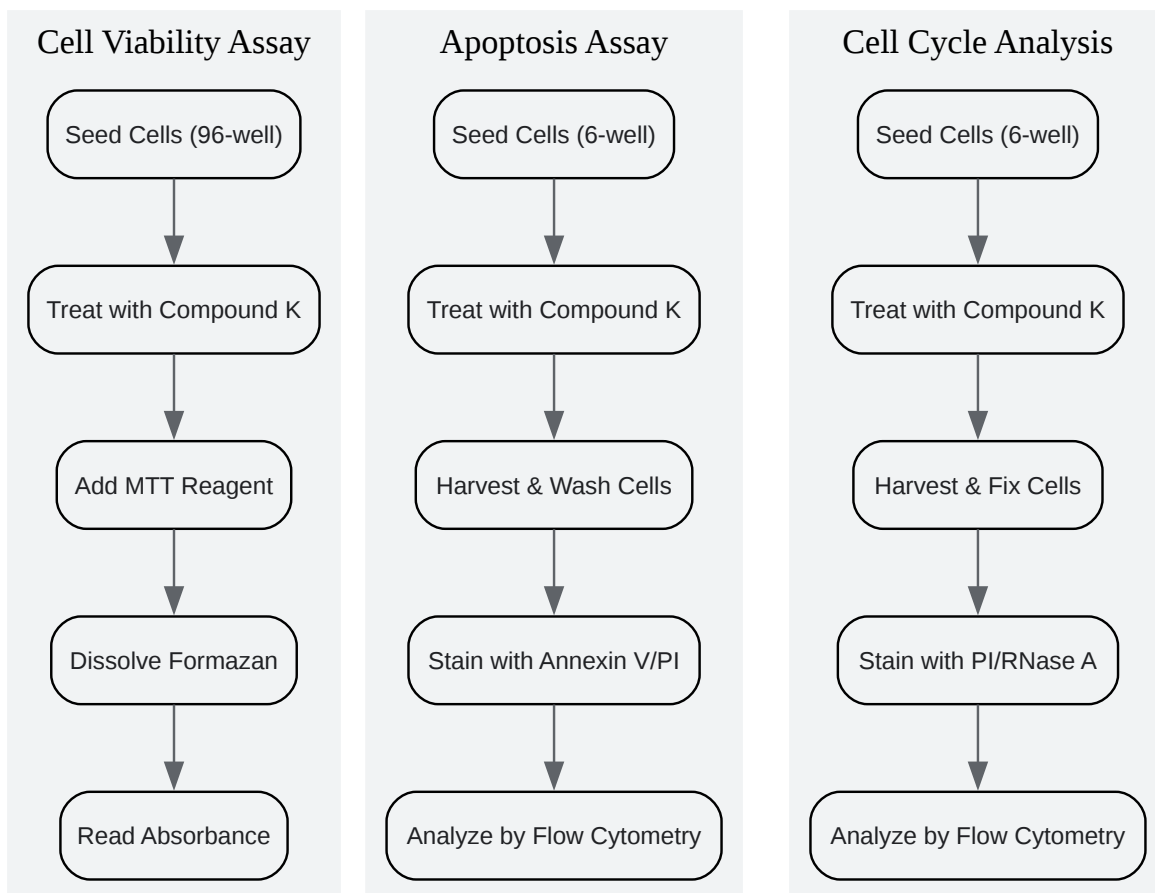 Cell Viability Assay
Seed Cells (96-well)
Treat with Compound K
Add MTT Reagent
Dissolve Formazan
Read Absorbance
Apoptosis Assay
Seed Cells (6-well)
Treat with Compound K
Harvest & Wash Cells
Stain with Annexin V/PI
Analyze by Flow Cytometry
Cell Cycle Analysis
Seed Cells (6-well)
Treat with Compound K
Harvest & Fix Cells
Stain with PI/RNase A
Analyze by Flow Cytometry